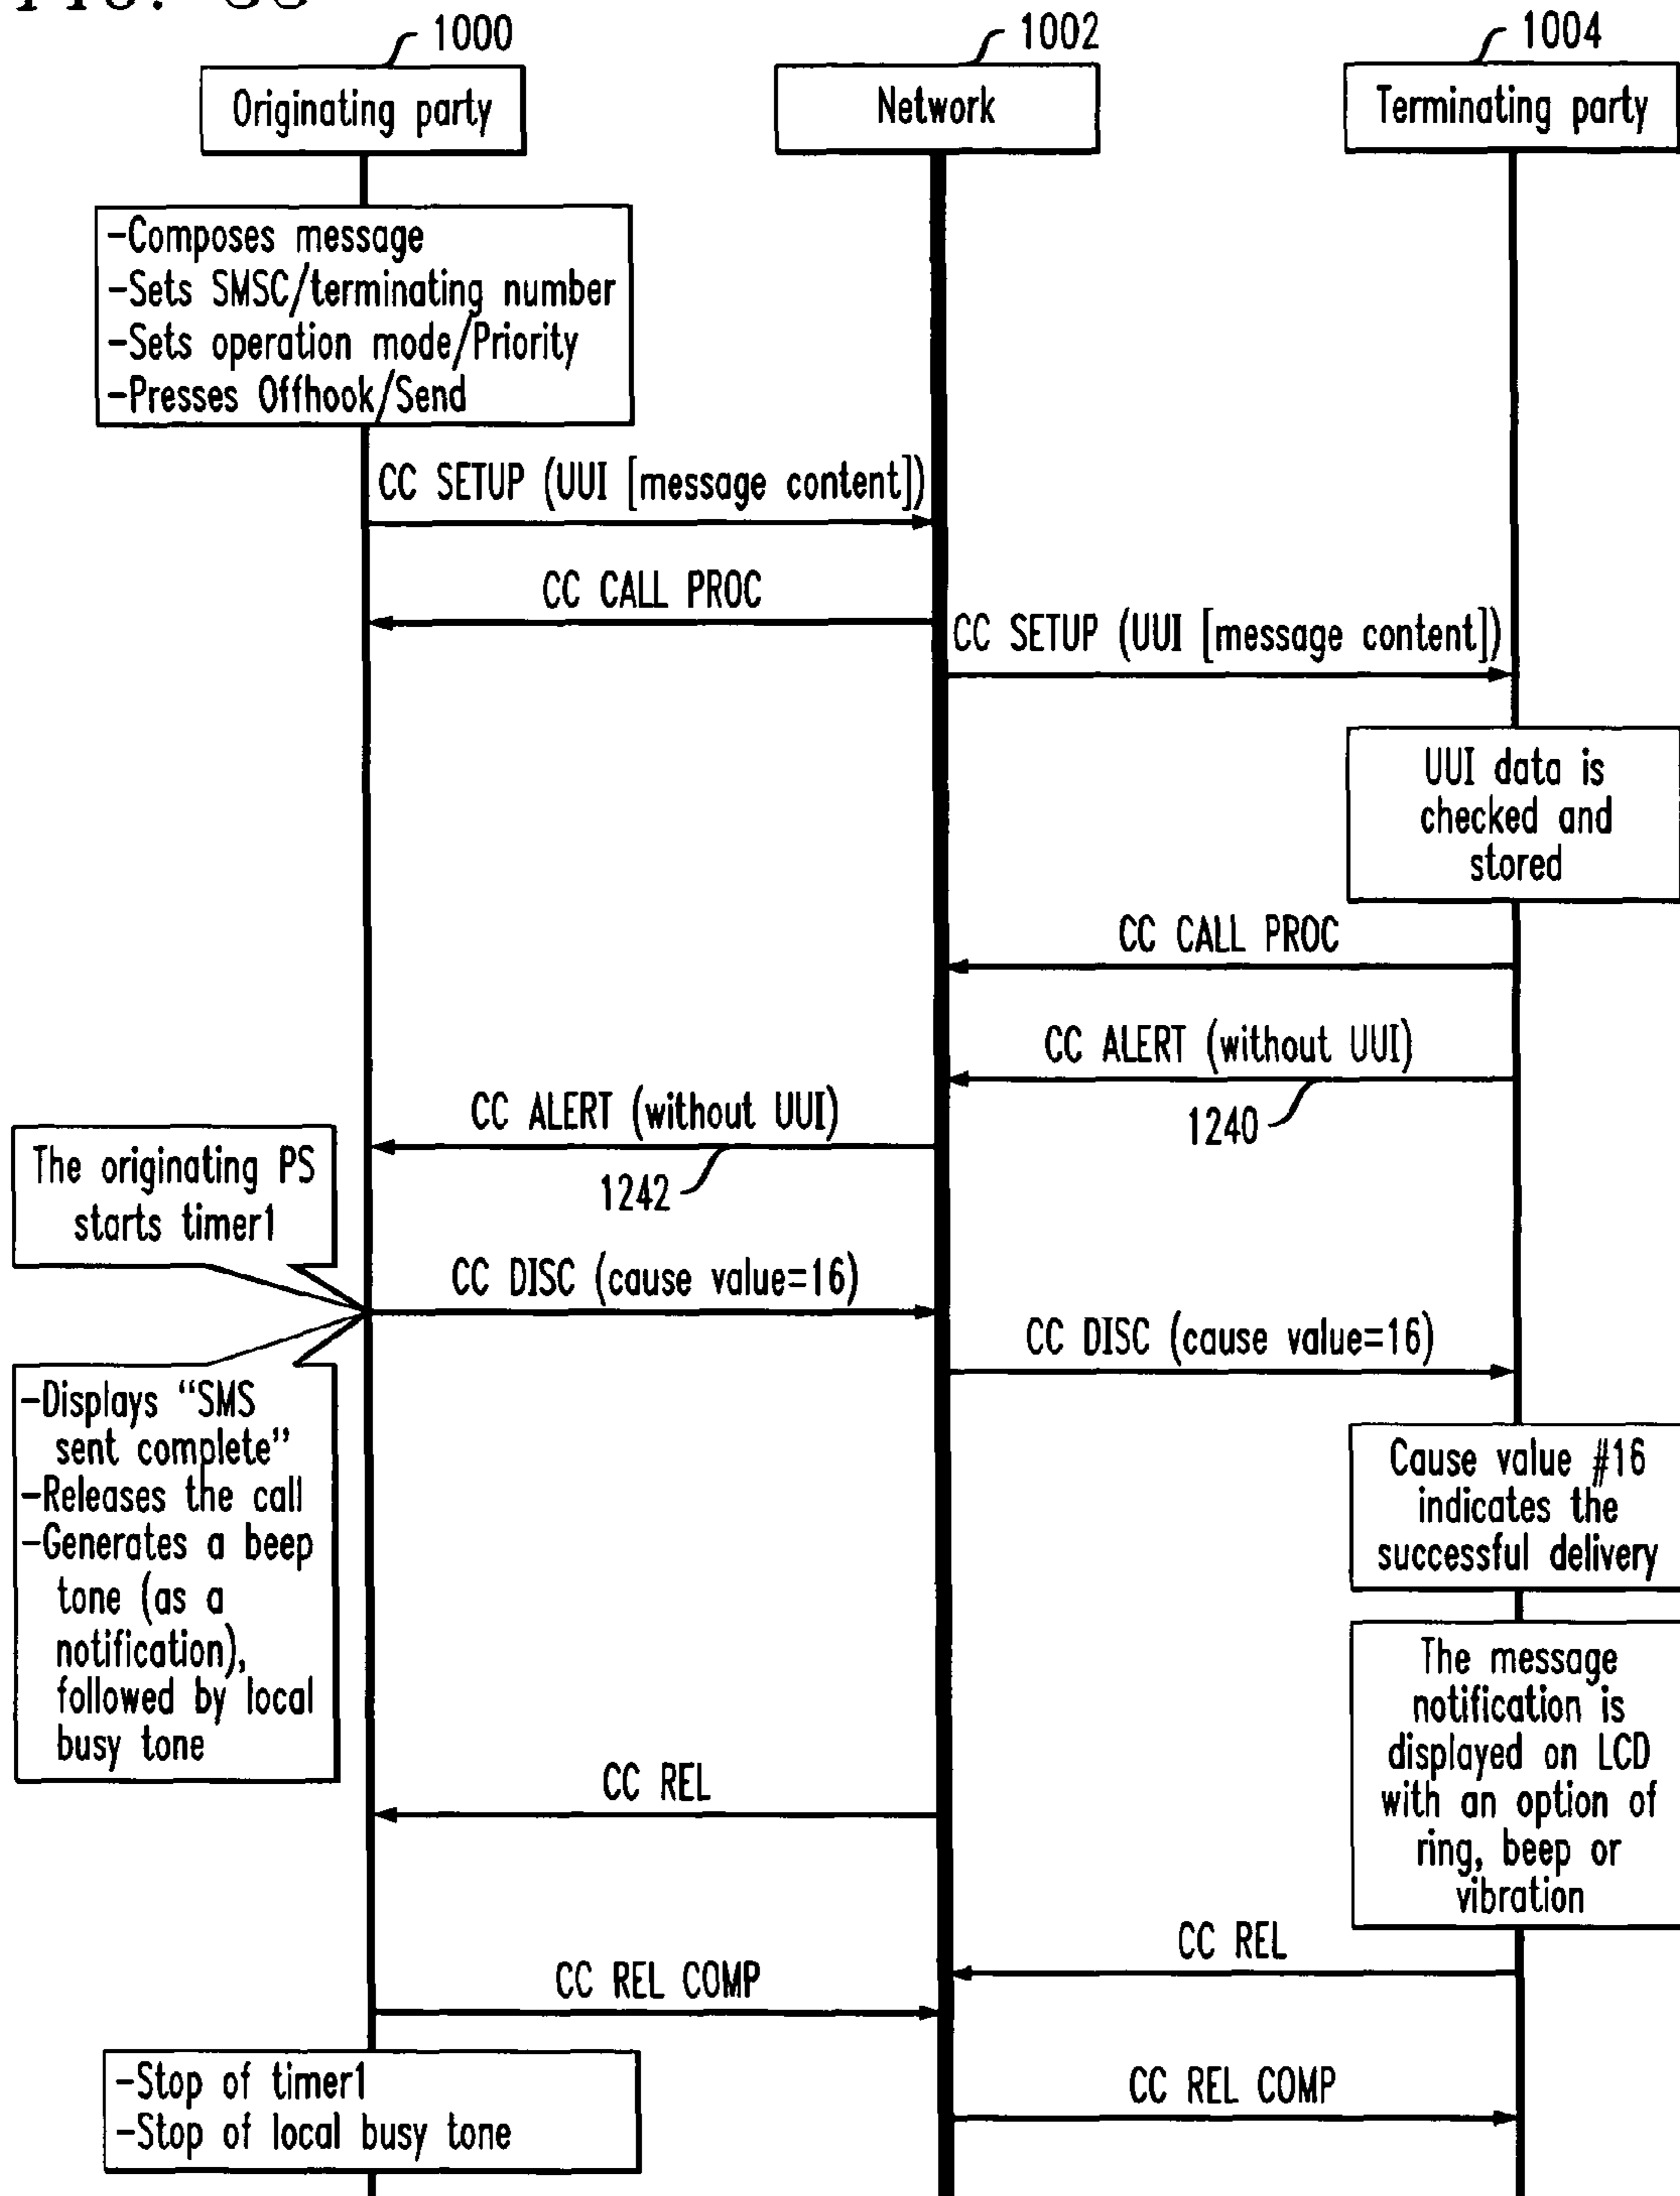 1000
1002
1004
Originating party
Network
Terminating party
-Composes message
-Sets SMSC/terminating number
-Sets operation mode/Priority
-Presses Offhook/Send
CC SETUP (UUI [message content])
CC CALL PROC
CC SETUP (UUI [message content])
UUI data is
checked and
stored
CC CALL PROC
CC ALERT (without UUI)
1240
CC ALERT (without UUI)
1242
The originating PS
starts timer1
CC DISC (cause value=16)
CC DISC (cause value=16)
-Displays “SMS
sent complete”
-Releases the call
-Generates a beep
tone (as a
notification),
followed by local
busy tone
Cause value #16
indicates the
successful delivery
The message
notification is
displayed on LCD
with an option of
ring, beep or
vibration
CC REL
CC REL
CC REL COMP
-Stop of timer1
-Stop of local busy tone
CC REL COMP